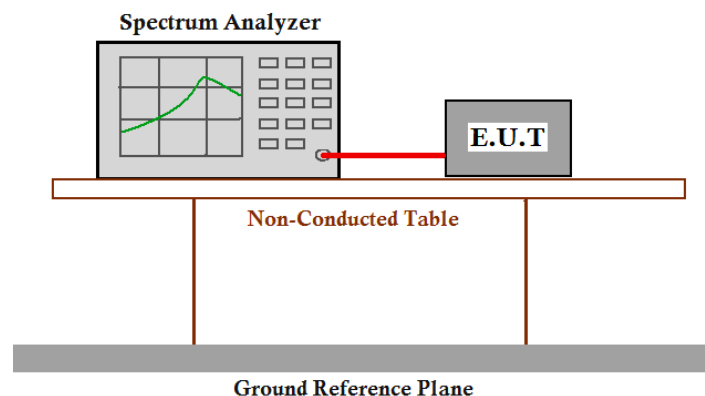 Spectrum Analyzer
E.U.T
Non-Conducted Table
Ground Reference Plane